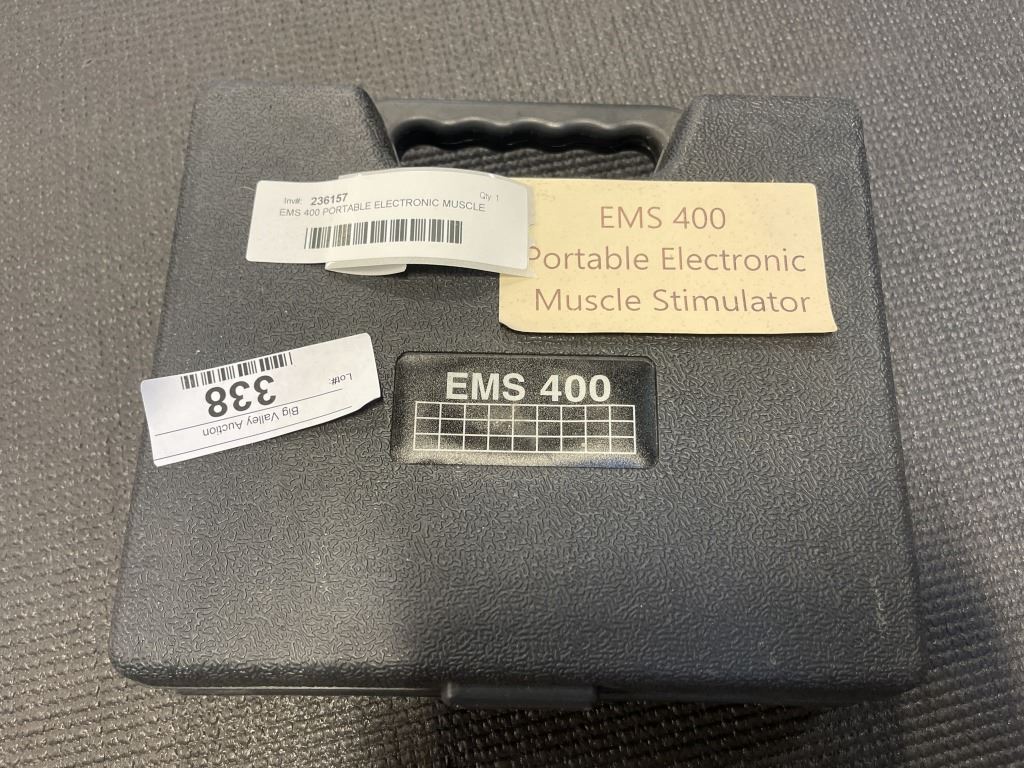 Inv#: 236157 Qty: 1
EMS 400 PORTABLE ELECTRONIC MUSCLE
EMS 400
Portable Electronic
Muscle Stimulator
Big Valley Auction
Lot#: 338
EMS 400